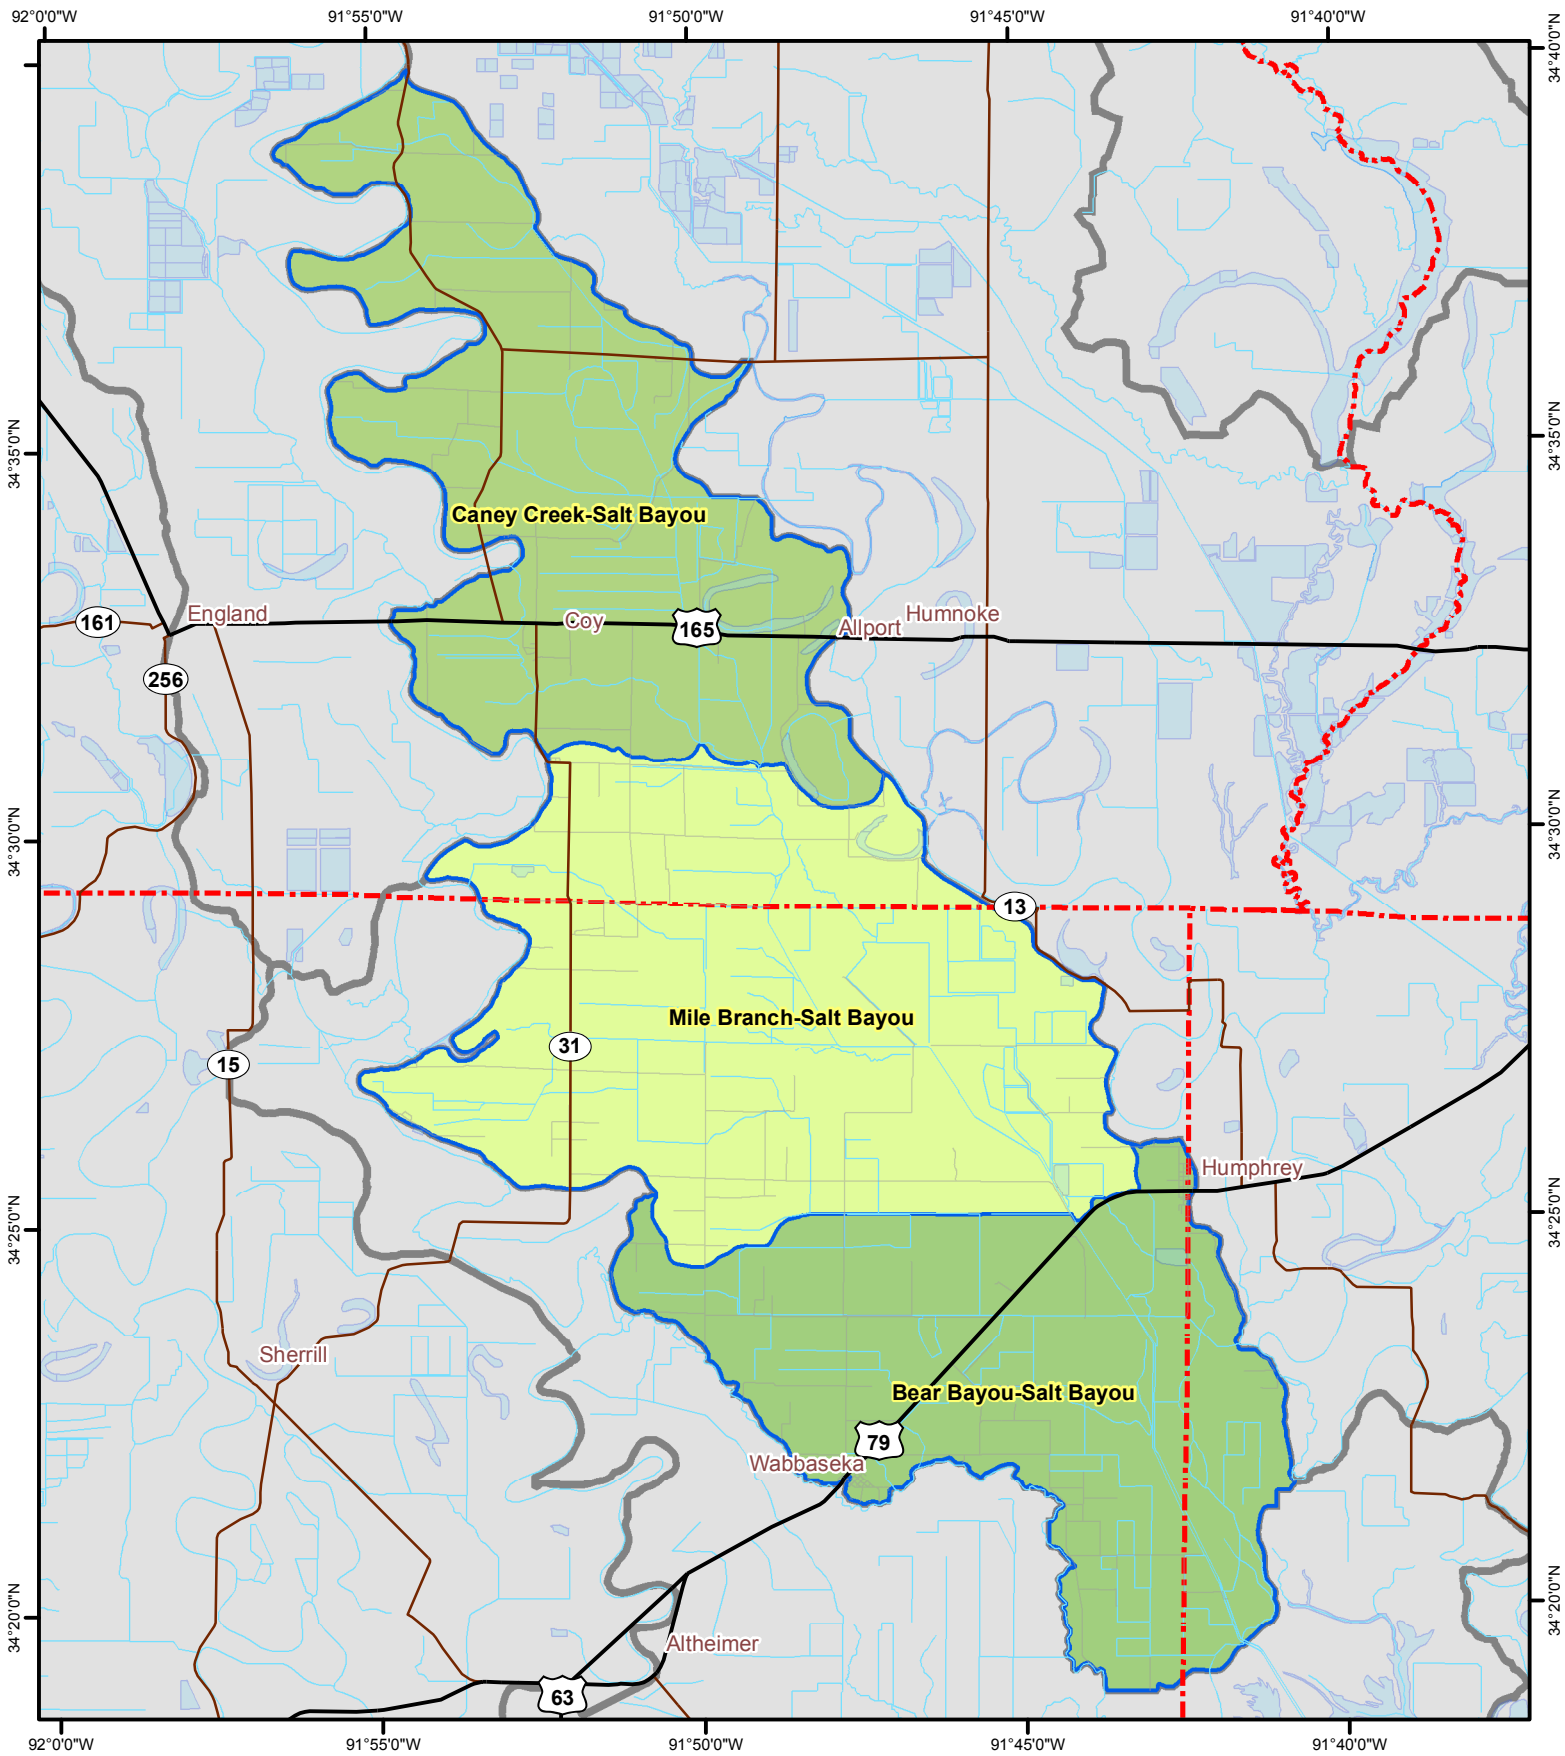 92°0'0"W
91°55'0"W
91°50'0"W
91°45'0"W
91°40'0"W
34°40'0"N
34°35'0"N
34°35'0"N
Caney Creek-Salt Bayou
England
Coy
Allport
Humnoke
161
165
256
34°30'0"N
34°30'0"N
13
Mile Branch-Salt Bayou
31
15
Humphrey
34°25'0"N
34°25'0"N
Sherrill
Bear Bayou-Salt Bayou
79
Wabbaseka
34°20'0"N
34°20'0"N
Altheimer
63
92°0'0"W
91°55'0"W
91°50'0"W
91°45'0"W
91°40'0"W